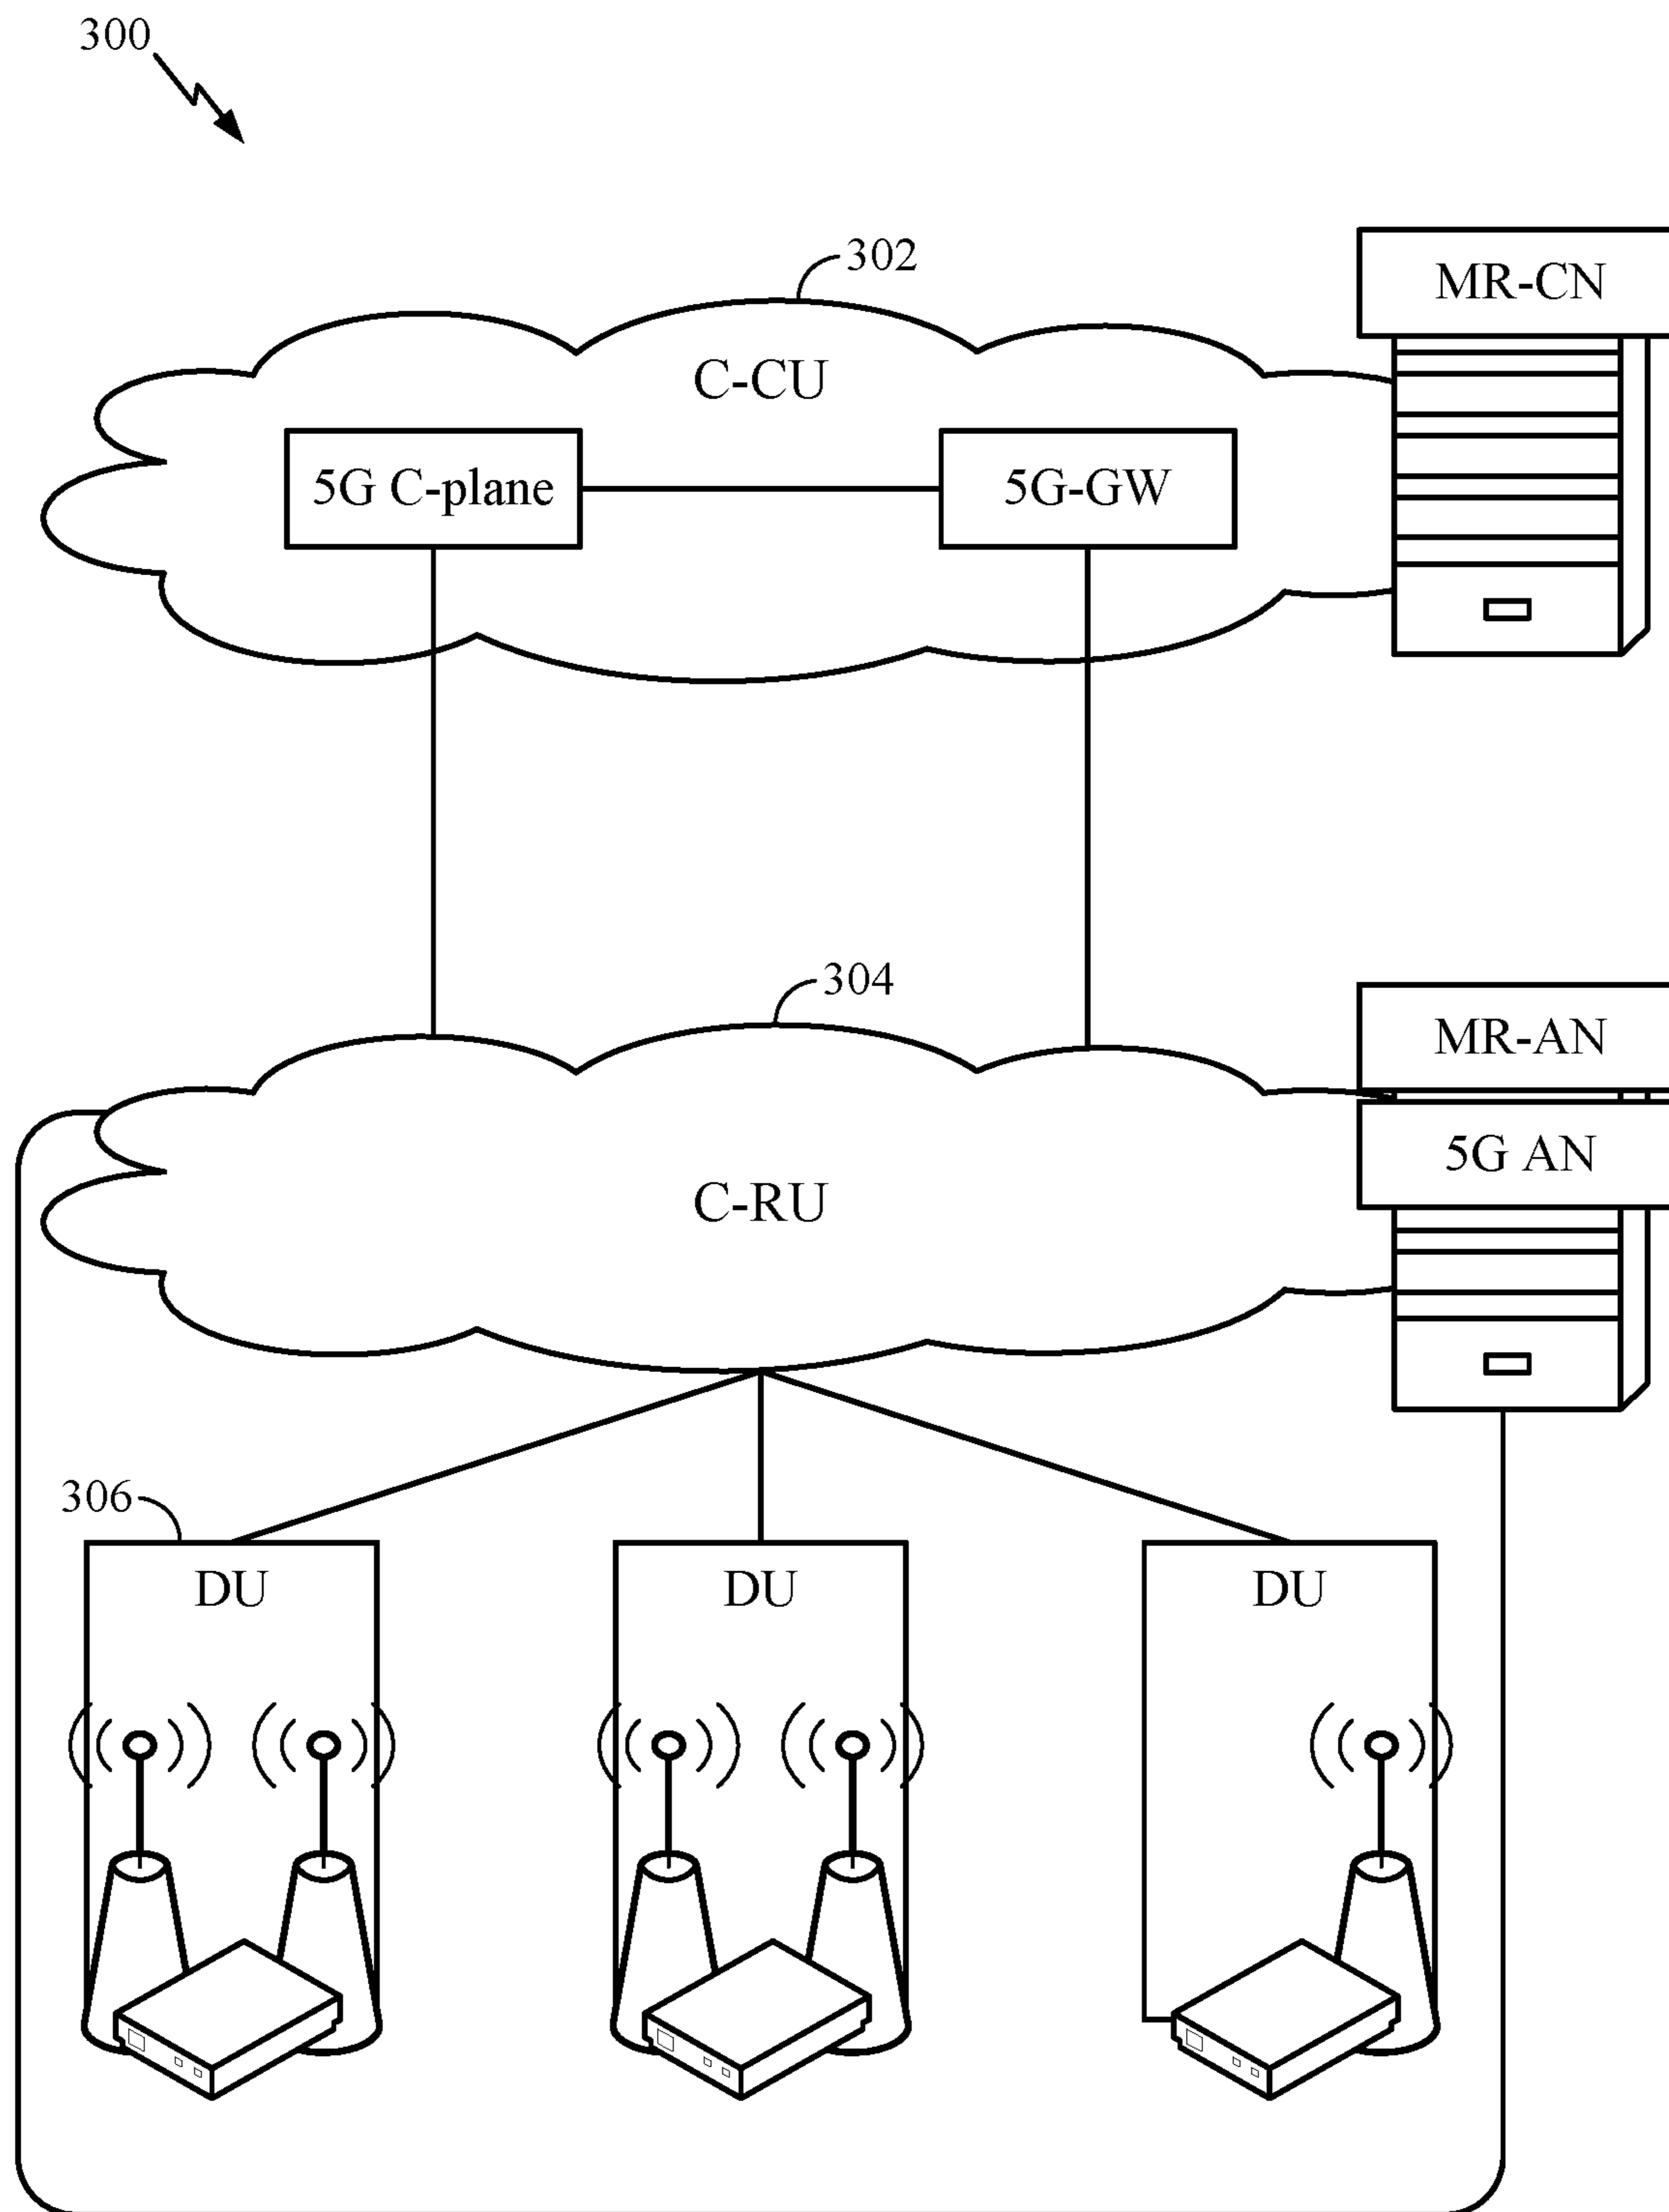 300
302
MR-CN
C-CU
5G C-plane
5G-GW
304
MR-AN
5G AN
C-RU
306
DU
DU
DU